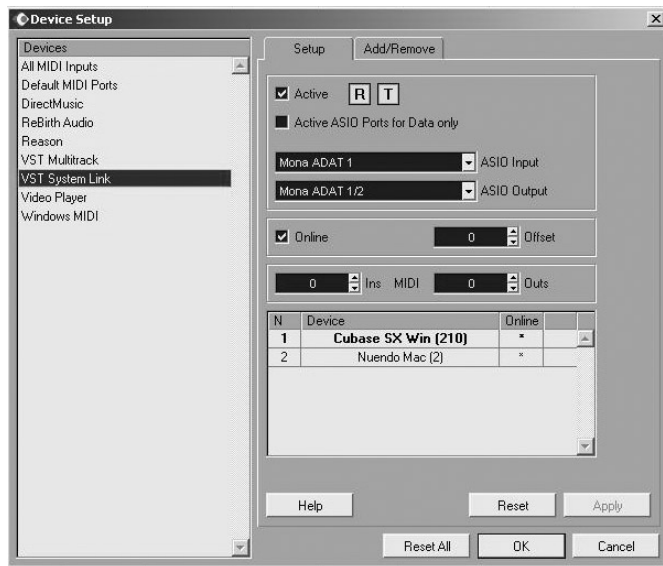 Device Setup
Devices
All MIDI Inputs
Default MIDI Ports
DirectMusic
ReBirth Audio
Reason
VST Multitrack
VST System Link
Video Player
Windows MIDI
Setup
Add/Remove
Active R T
Active ASIO Ports for Data only
Mona ADAT 1 ASIO Input
Mona ADAT 1/2 ASIO Output
Online 0 Offset
0 Ins MIDI 0 Outs
N Device Online
1 Cubase SX Win (210) *
2 Nuendo Mac (2) *
Help Reset Apply
Reset All OK Cancel